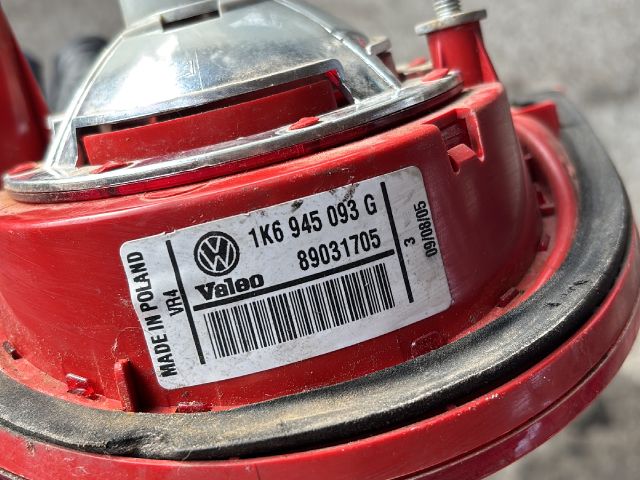 MADE IN POLAND
VR4
1K6 945 093 G
89031705
Valeo
3
09/08/05